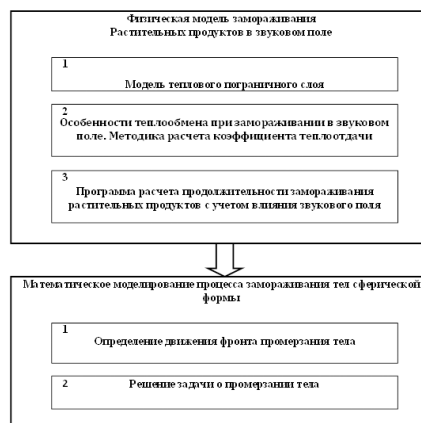 Физическая модель замораживания
Растительных продуктов в звуковом поле
1
Модель теплового пограничного слоя
2
Особенности теплообмена при замораживании в звуковом
поле. Методика расчета коэффициента теплоотдачи
3
Программа расчета продолжительности замораживания
растительных продуктов с учетом влияния звукового поля
Математическое моделирование процесса замораживания тел сферической
формы
1
Определение движения фронта промерзания тела
2
Решение задачи о промерзании тела